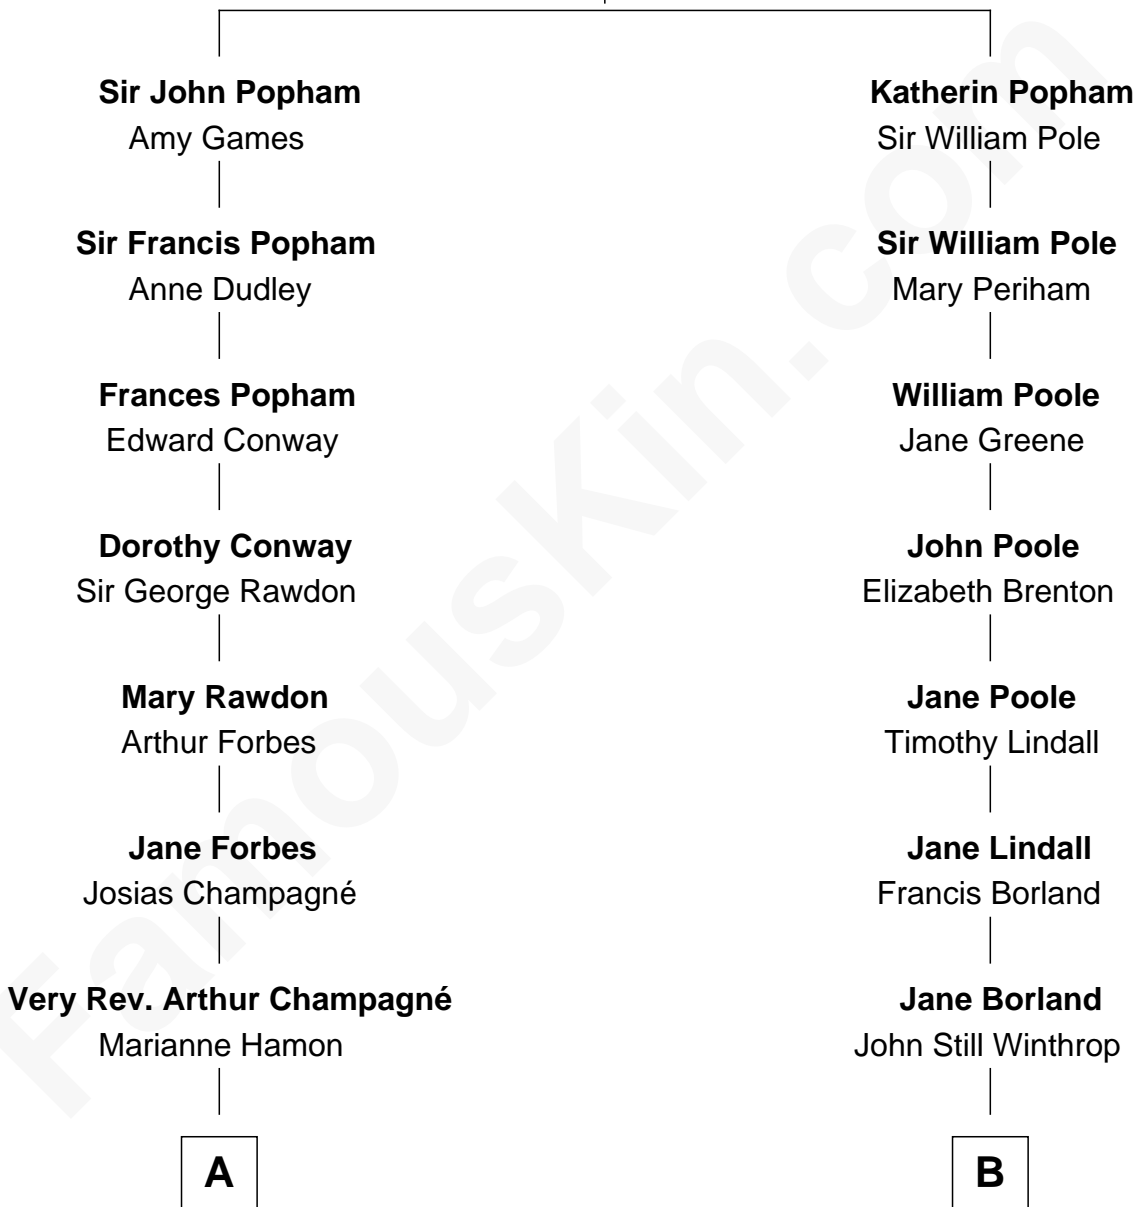 Sir John Popham
Amy Games
Sir Francis Popham
Anne Dudley
Frances Popham
Edward Conway
Dorothy Conway
Sir George Rawdon
Mary Rawdon
Arthur Forbes
Jane Forbes
Josias Champagné
Very Rev. Arthur Champagné
Marianne Hamon
A
Katherin Popham
Sir William Pole
Sir William Pole
Mary Periham
William Poole
Jane Greene
John Poole
Elizabeth Brenton
Jane Poole
Timothy Lindall
Jane Lindall
Francis Borland
Jane Borland
John Still Winthrop
B
FamousKin.com